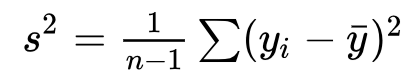 s² = 1/(n−1) ∑(yᵢ − ȳ)²